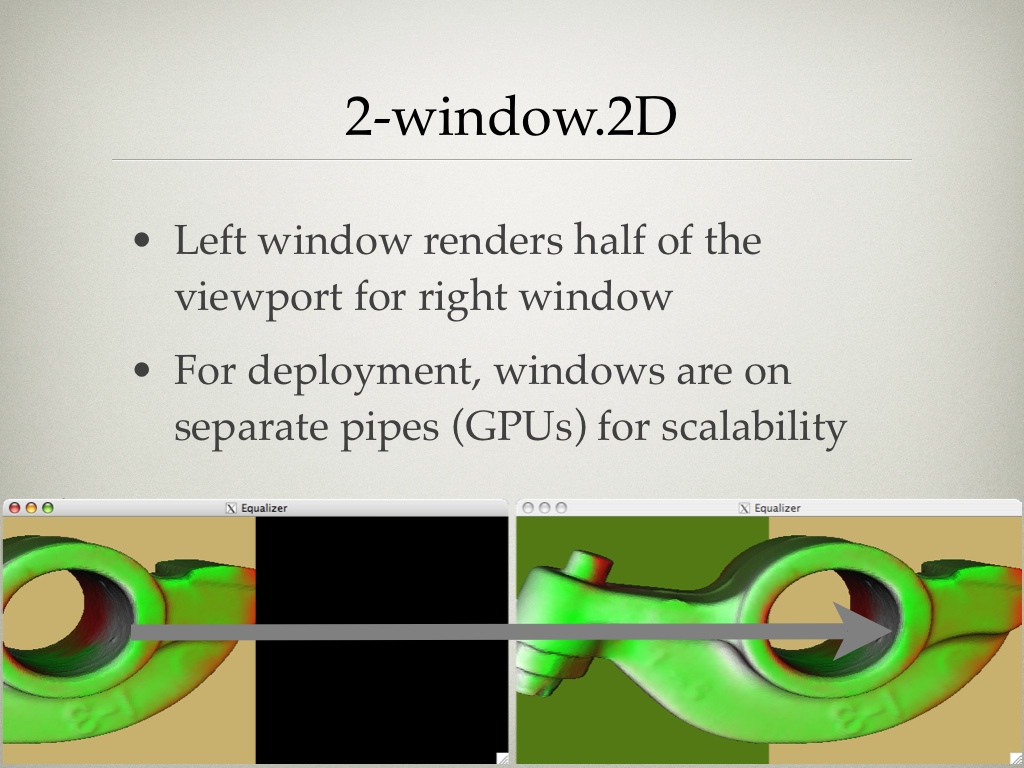 2-window.2D
• Left window renders half of the
viewport for right window
• For deployment, windows are on
separate pipes (GPUs) for scalability
X Equalizer
X Equalizer